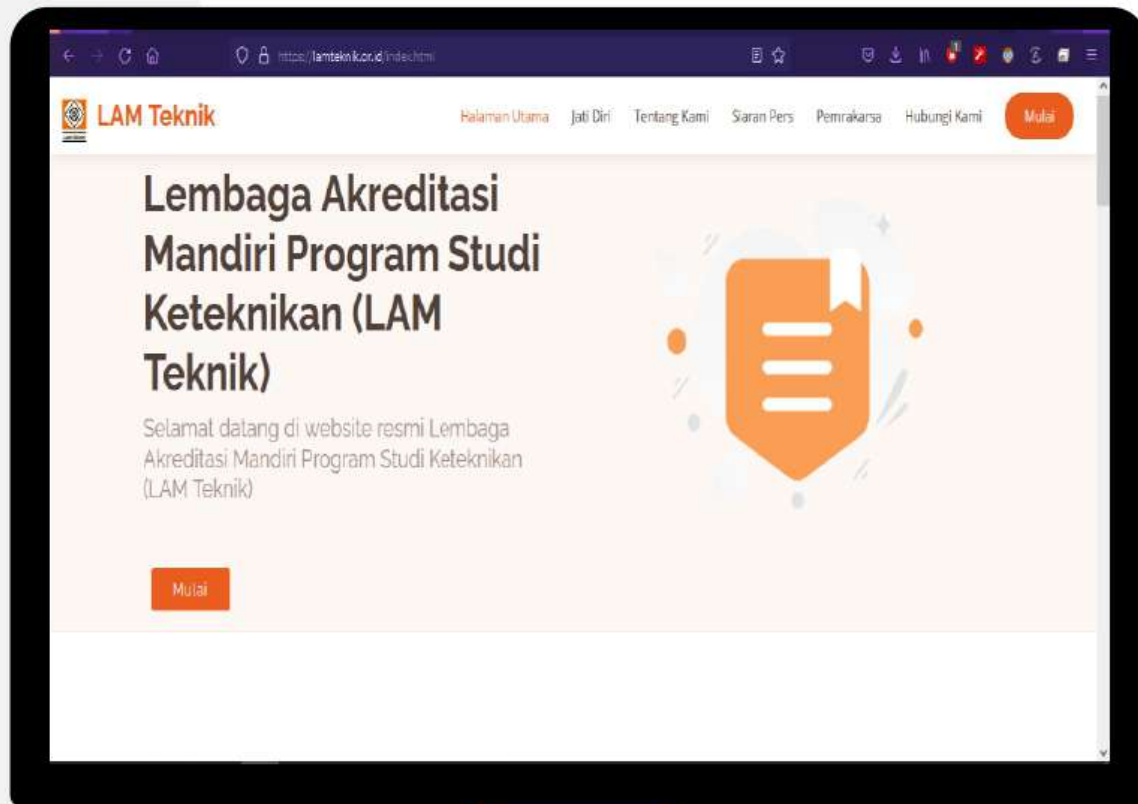 https://lamteknik.or.id/index.html
LAM Teknik
Halaman Utama
Jati Diri
Tentang Kami
Siaran Pers
Pemrakarsa
Hubungi Kami
Mulai
Lembaga Akreditasi
Mandiri Program Studi
Keteknikan (LAM
Teknik)
Selamat datang di website resmi Lembaga
Akreditasi Mandiri Program Studi Keteknikan
(LAM Teknik)
Mulai